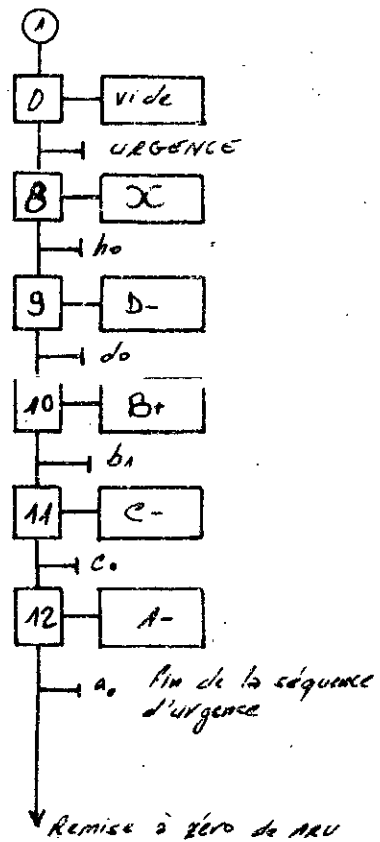 1
0 vide
URGENCE
8 X
h0
9 D-
d0
10 B+
b1
11 C-
c0
12 A-
a0 fin de la séquence
d'urgence
Remise à zéro de ARU